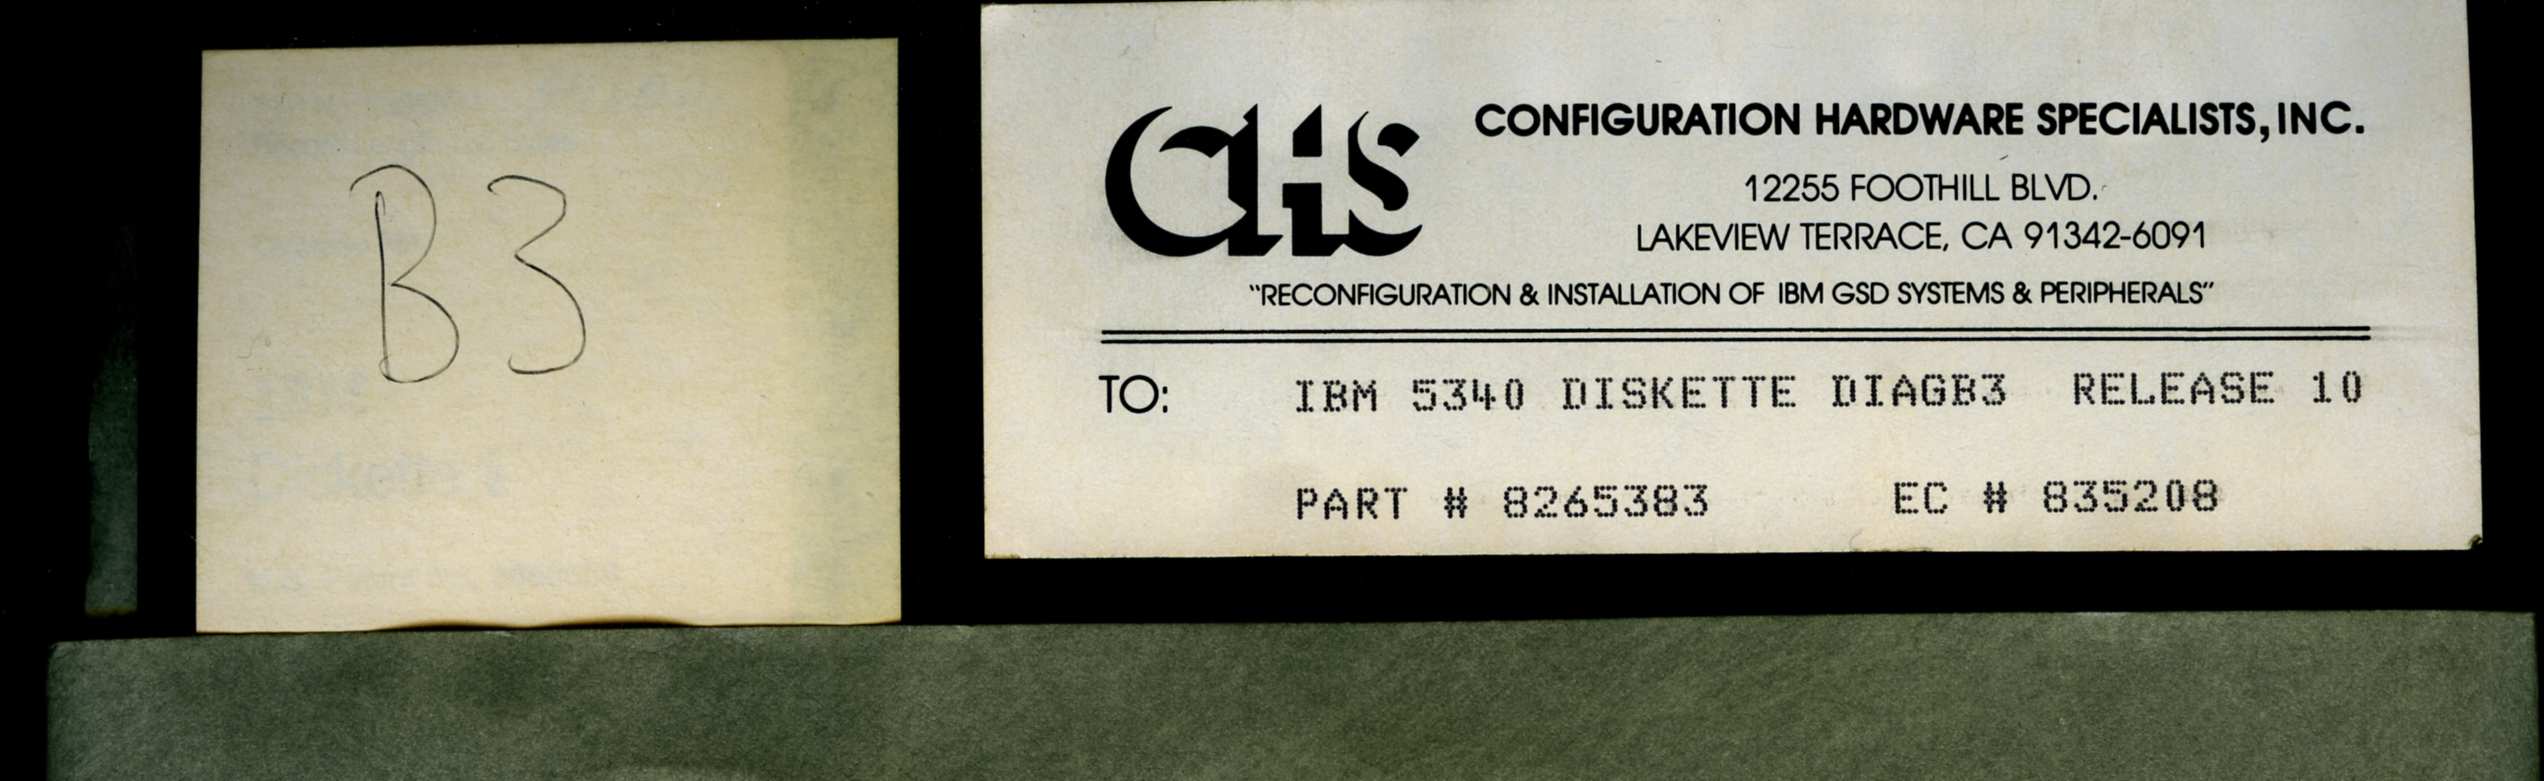 B3
CHS
CONFIGURATION HARDWARE SPECIALISTS, INC.
12255 FOOTHILL BLVD.
LAKEVIEW TERRACE, CA 91342-6091
"RECONFIGURATION & INSTALLATION OF IBM GSD SYSTEMS & PERIPHERALS"
TO: IBM 5340 DISKETTE DIAGB3 RELEASE 10
PART # 8265383 EC # 835208